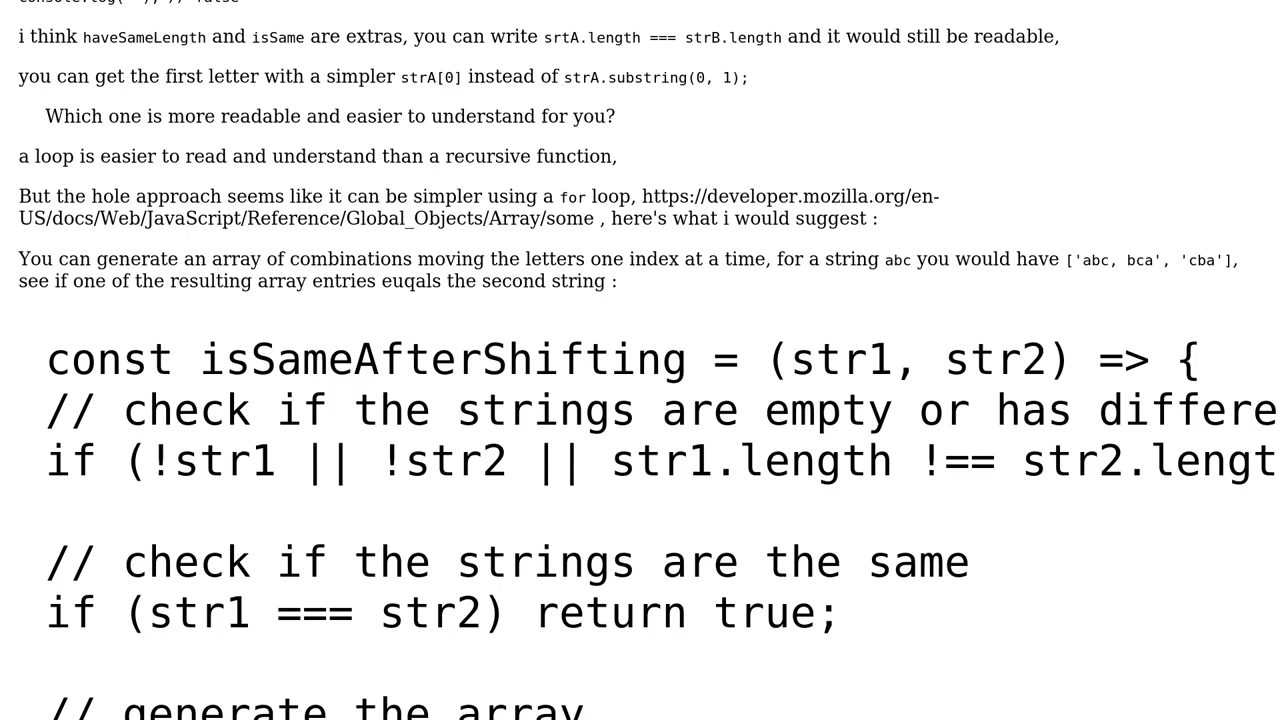 console.log(''); // false
i think haveSameLength and isSame are extras, you can write srtA.length === strB.length and it would still be readable,
you can get the first letter with a simpler strA[0] instead of strA.substring(0, 1);
Which one is more readable and easier to understand for you?
a loop is easier to read and understand than a recursive function,
But the hole approach seems like it can be simpler using a for loop, https://developer.mozilla.org/en-
US/docs/Web/JavaScript/Reference/Global_Objects/Array/some , here's what i would suggest :
You can generate an array of combinations moving the letters one index at a time, for a string abc you would have ['abc, bca', 'cba'],
see if one of the resulting array entries euqals the second string :
const isSameAfterShifting = (str1, str2) => {
// check if the strings are empty or has differe
if (!str1 || !str2 || str1.length !== str2.lengt
// check if the strings are the same
if (str1 === str2) return true;
// generate the array